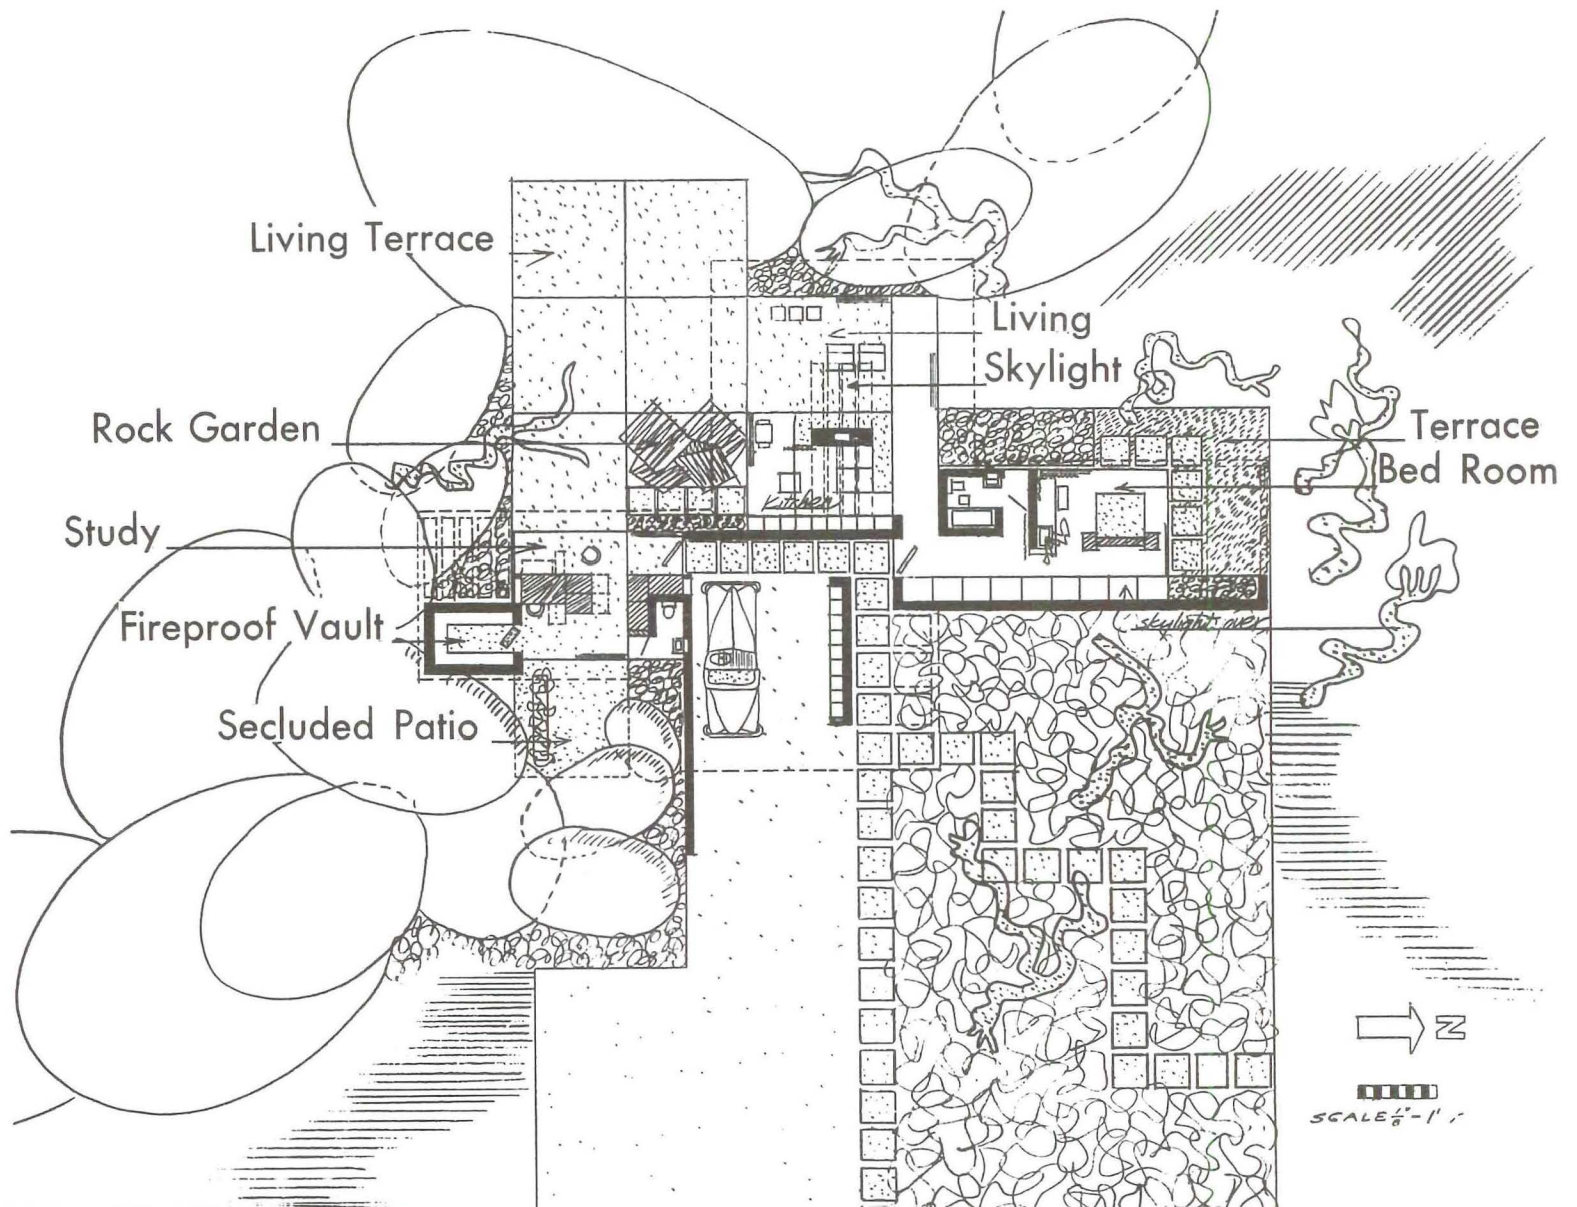 Living Terrace
Living
Skylight
Rock Garden
Terrace
Bed Room
Kitchen
Study
Fireproof Vault
skylight over
Secluded Patio
N
SCALE ⅛" - 1'